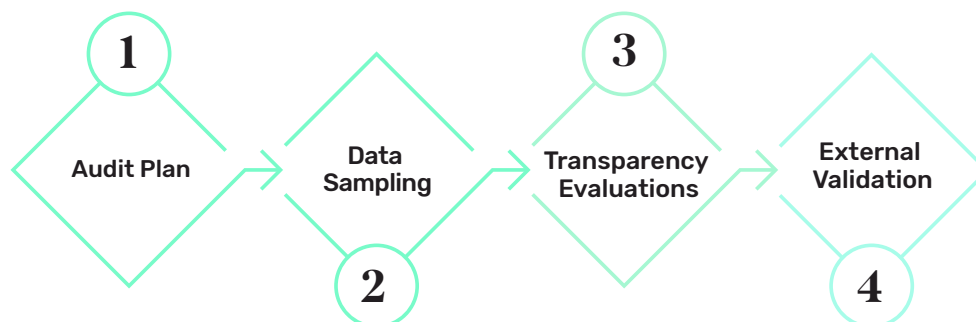 1
Audit Plan
2
Data
Sampling
3
Transparency
Evaluations
4
External
Validation